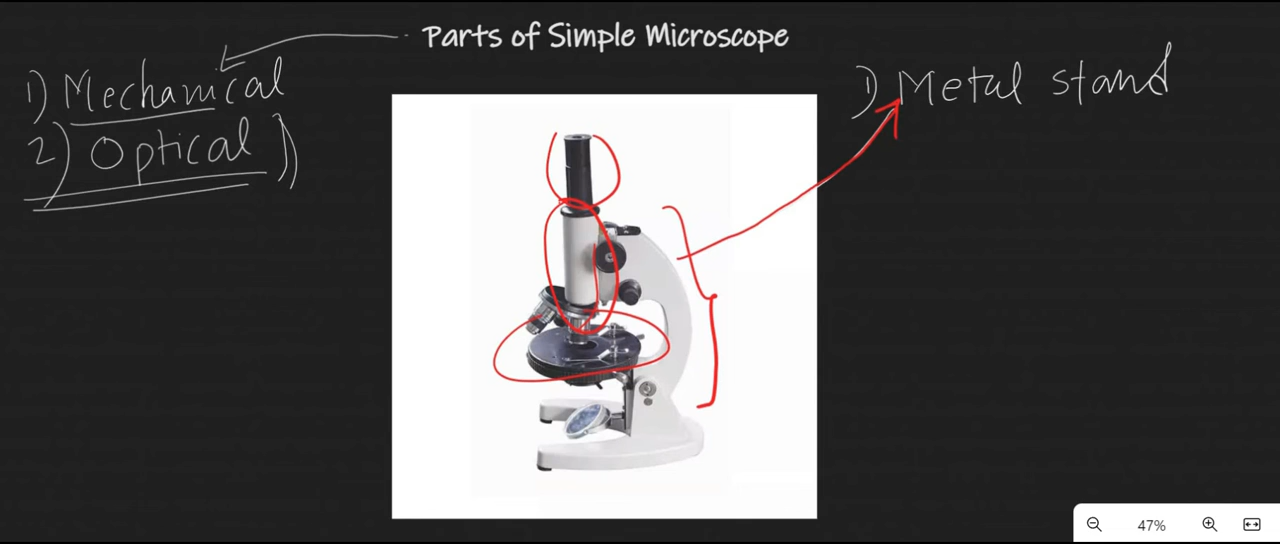 Parts of Simple Microscope
1) Mechanical
2) Optical
1) Metal stand
47%